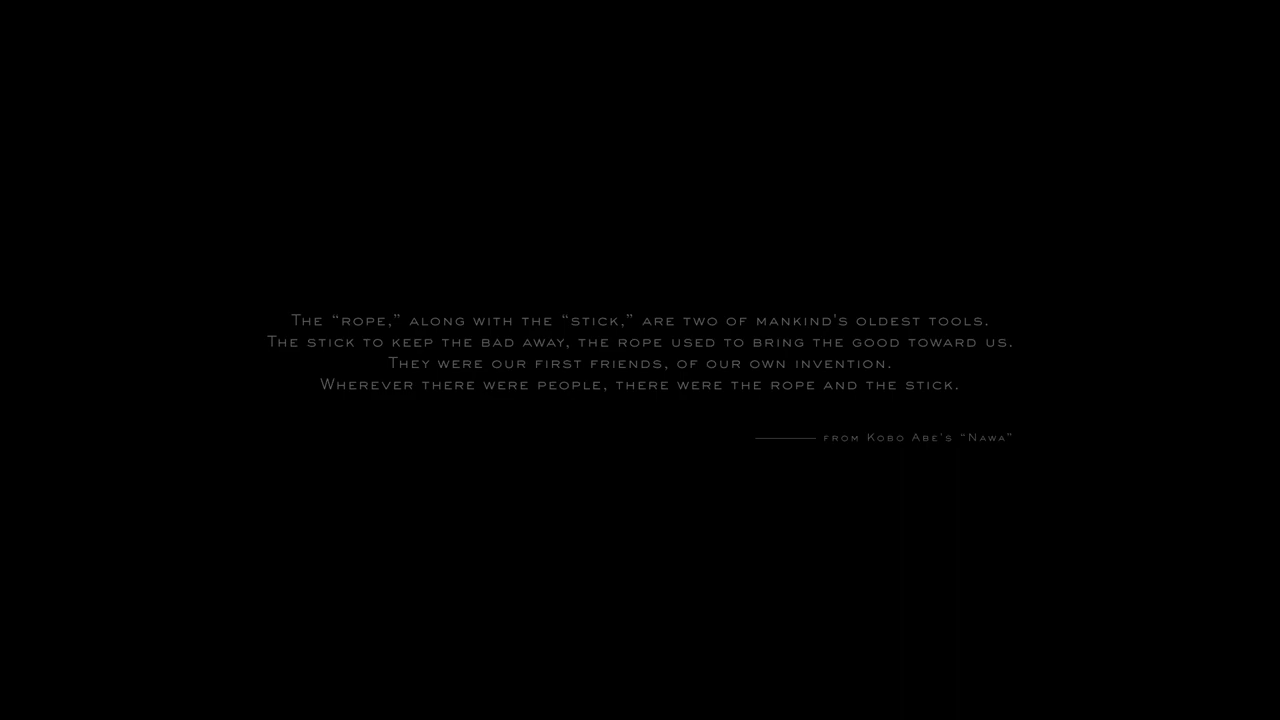 The “rope,” along with the “stick,” are two of mankind's oldest tools.
The stick to keep the bad away, the rope used to bring the good toward us.
They were our first friends, of our own invention.
Wherever there were people, there were the rope and the stick.
from Kobo Abe's “Nawa”